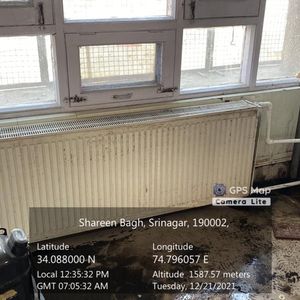 GPS Map
Camera Lite
Shareen Bagh, Srinagar, 190002,
Latitude
Longitude
34.088000 N
74.796057 E
Local 12:35:32 PM
Altitude 1587.57 meters
GMT 07:05:32 AM
Tuesday, 12/21/2021